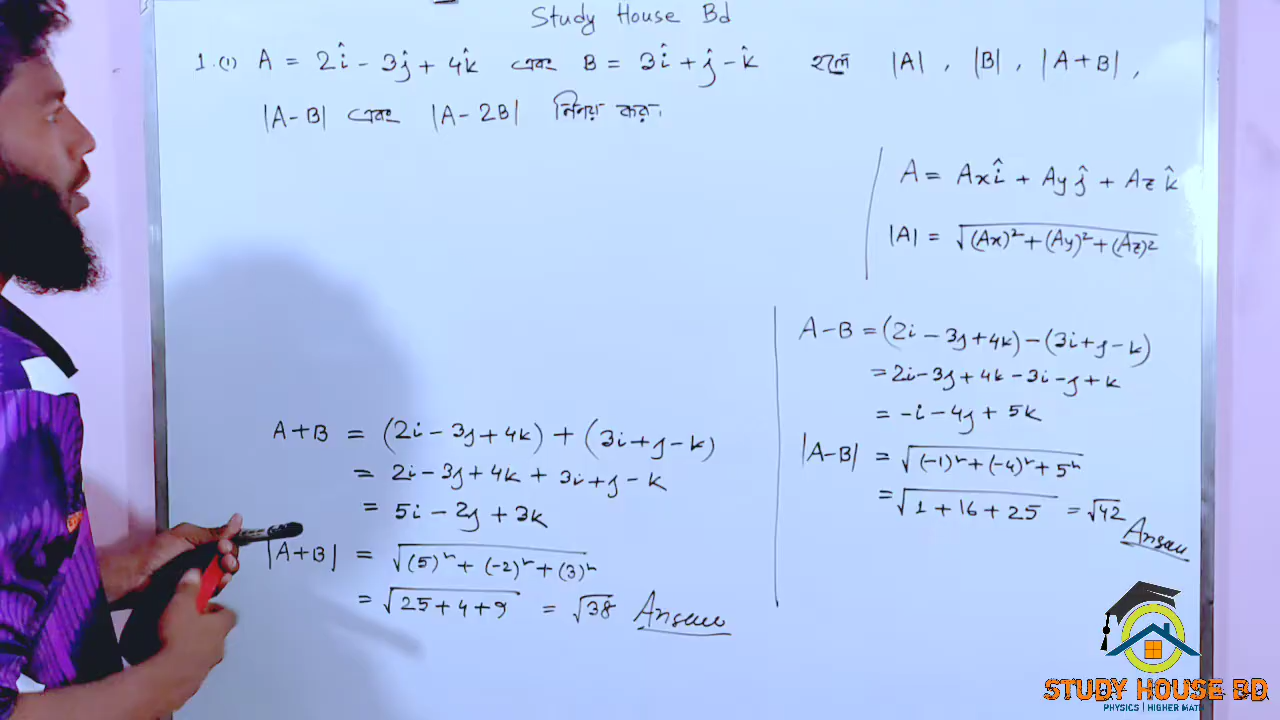 Study House Bd
1.(i) A = 2î - 3ĵ + 4k̂ এবং B = 3î + ĵ - k̂ হলে |A| , |B| , |A+B| ,
|A-B| এবং |A-2B| নির্নয় কর।
A = Axî + Ayĵ + Azk̂
|A| = √(Ax)² + (Ay)² + (Az)²
A+B = (2i - 3j + 4k) + (3i + j - k)
= 2i - 3j + 4k + 3i + j - k
= 5i - 2j + 3k
|A+B| = √(5)² + (-2)² + (3)²
= √25 + 4 + 9 = √38 Answer
A-B = (2i - 3j + 4k) - (3i + j - k)
= 2i - 3j + 4k - 3i - j + k
= -i - 4j + 5k
|A-B| = √(-1)² + (-4)² + 5²
= √1 + 16 + 25 = √42
Answer
STUDY HOUSE BD
PHYSICS | HIGHER MATH